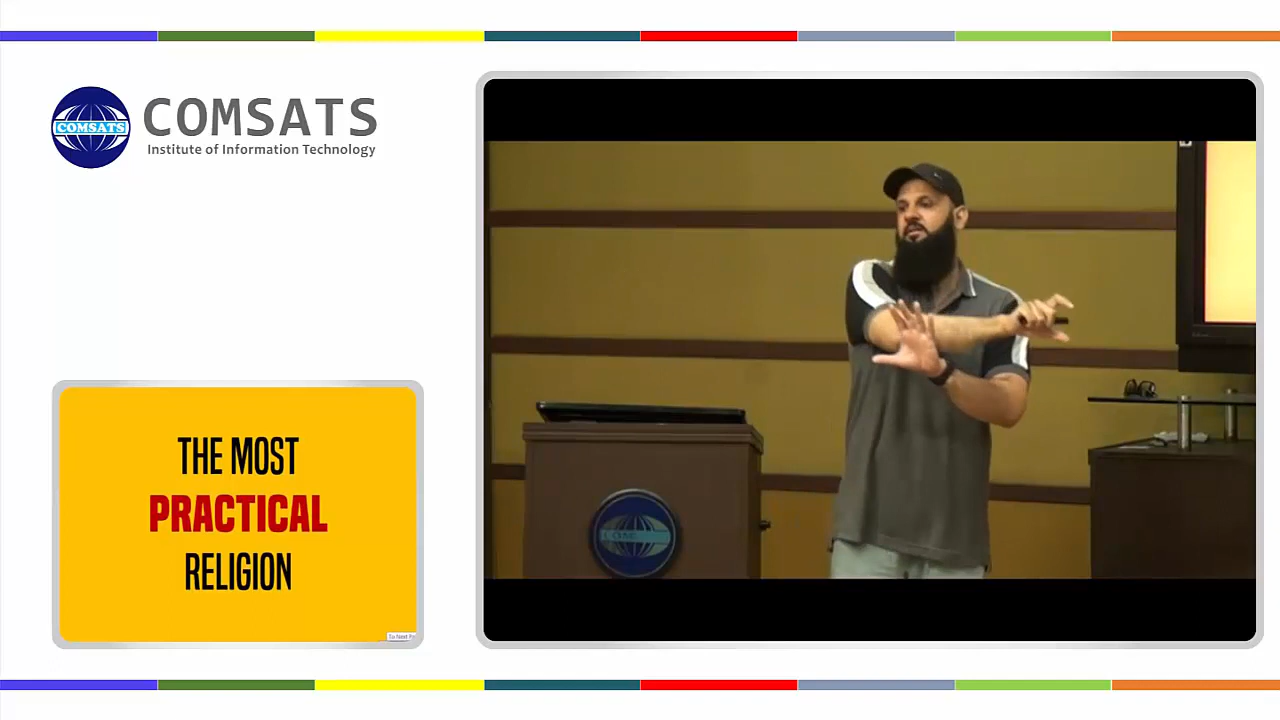 COMSATS
COMSATS
Institute of Information Technology
THE MOST
PRACTICAL
RELIGION